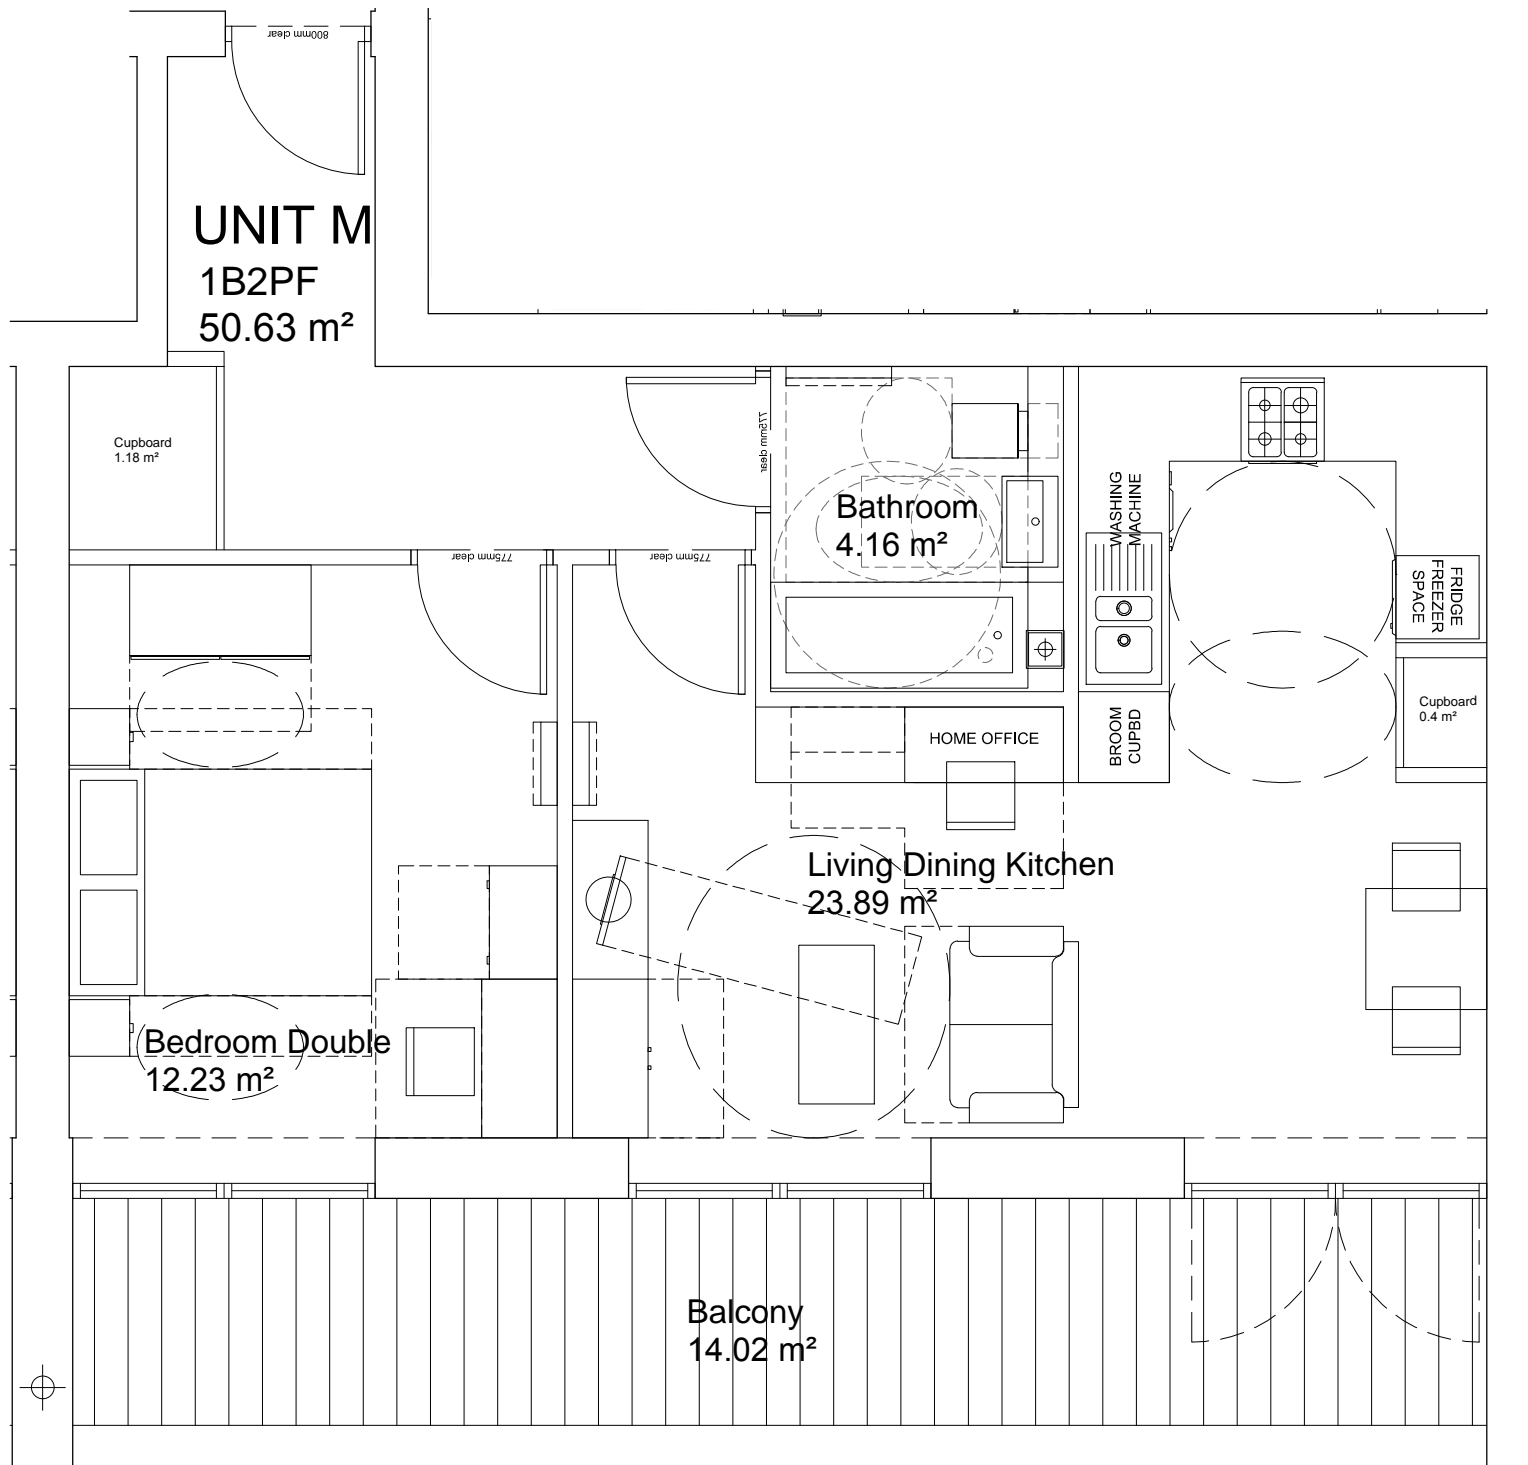 800mm clear
UNIT M
1B2PF
50.63 m²
Cupboard
1.18 m²
775mm clear
Bathroom
4.16 m²
WASHING
MACHINE
775mm clear
775mm clear
FRIDGE
FREEZER
SPACE
Cupboard
0.4 m²
HOME OFFICE
BROOM
CUPBD
Living Dining Kitchen
23.89 m²
Bedroom Double
12.23 m²
Balcony
14.02 m²